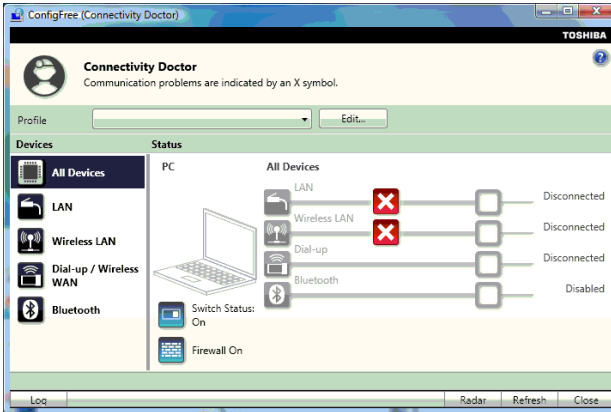 ConfigFree (Connectivity Doctor)
TOSHIBA
Connectivity Doctor
Communication problems are indicated by an X symbol.
?
Profile
Edit...
Devices
Status
All Devices
LAN
Wireless LAN
Dial-up / Wireless
WAN
Bluetooth
PC
All Devices
LAN
Disconnected
Wireless LAN
Disconnected
Dial-up
Disconnected
Bluetooth
Disabled
Switch Status:
On
Firewall On
Log
Radar
Refresh
Close